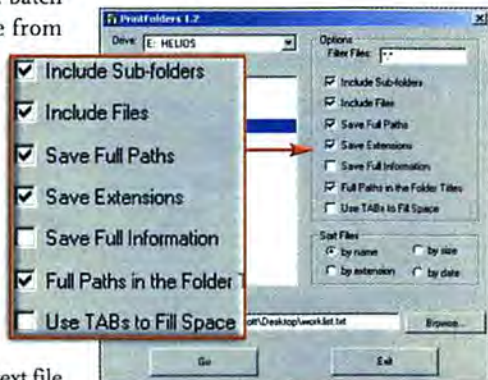 batch
e from
PrintFolders 1.2
Drive: E: HELIOS
Options
Filter Files: *.*
Include Sub-folders
Include Files
Save Full Paths
Save Extensions
Save Full Information
Full Paths in the Folder Titles
Use TABs to Fill Space
Include Sub-folders
Include Files
Save Full Paths
Save Extensions
Save Full Information
Full Paths in the Folder T
Use TABs to Fill Space
Sort Files
by name
by size
by extension
by date
ott\Desktop\worklist.txt
Browse...
Go
Exit
ext file